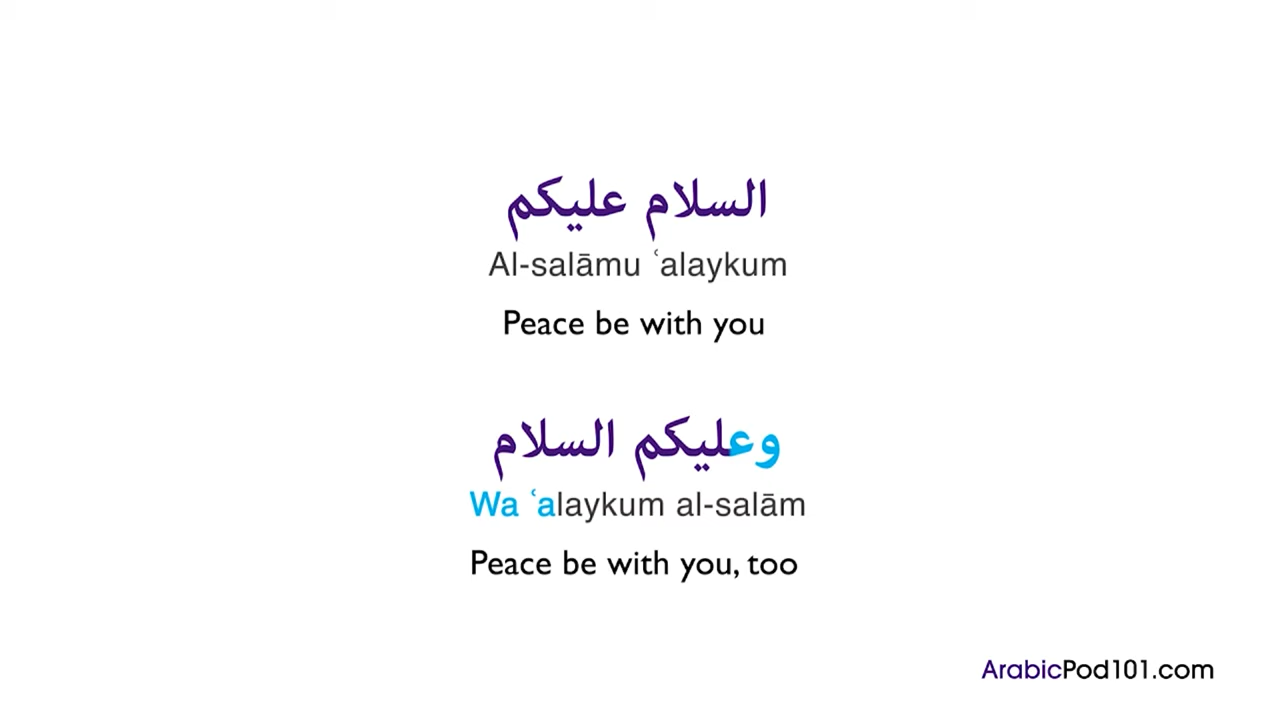 السلام عليكم
Al-salāmu ʿalaykum
Peace be with you
وعليكم السلام
Wa ʿalaykum al-salām
Peace be with you, too
ArabicPod101.com